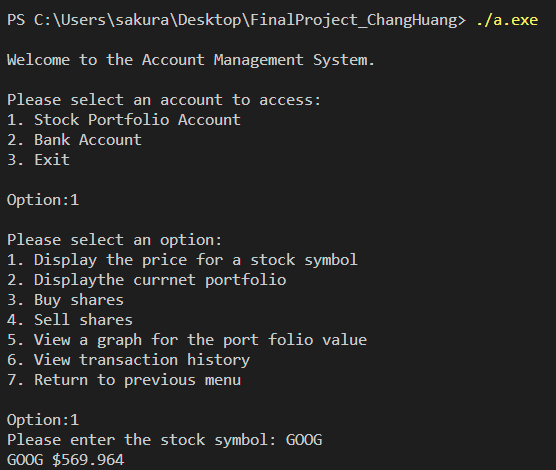 PS C:\Users\sakura\Desktop\FinalProject_ChangHuang> ./a.exe
Welcome to the Account Management System.
Please select an account to access:
1. Stock Portfolio Account
2. Bank Account
3. Exit
Option:1
Please select an option:
1. Display the price for a stock symbol
2. Displaythe currnet portfolio
3. Buy shares
4. Sell shares
5. View a graph for the port folio value
6. View transaction history
7. Return to previous menu
Option:1
Please enter the stock symbol: GOOG
GOOG $569.964